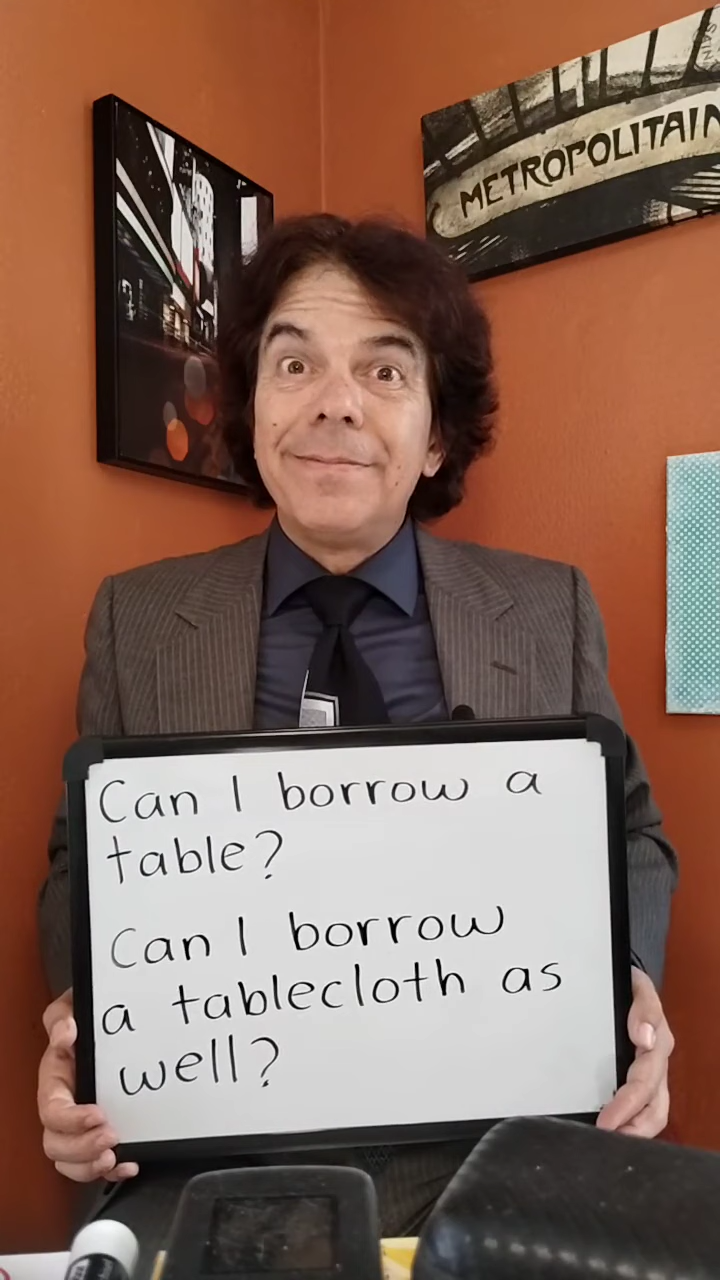 METROPOLITAIN
Can I borrow a
table?
Can I borrow
a tablecloth as
well?